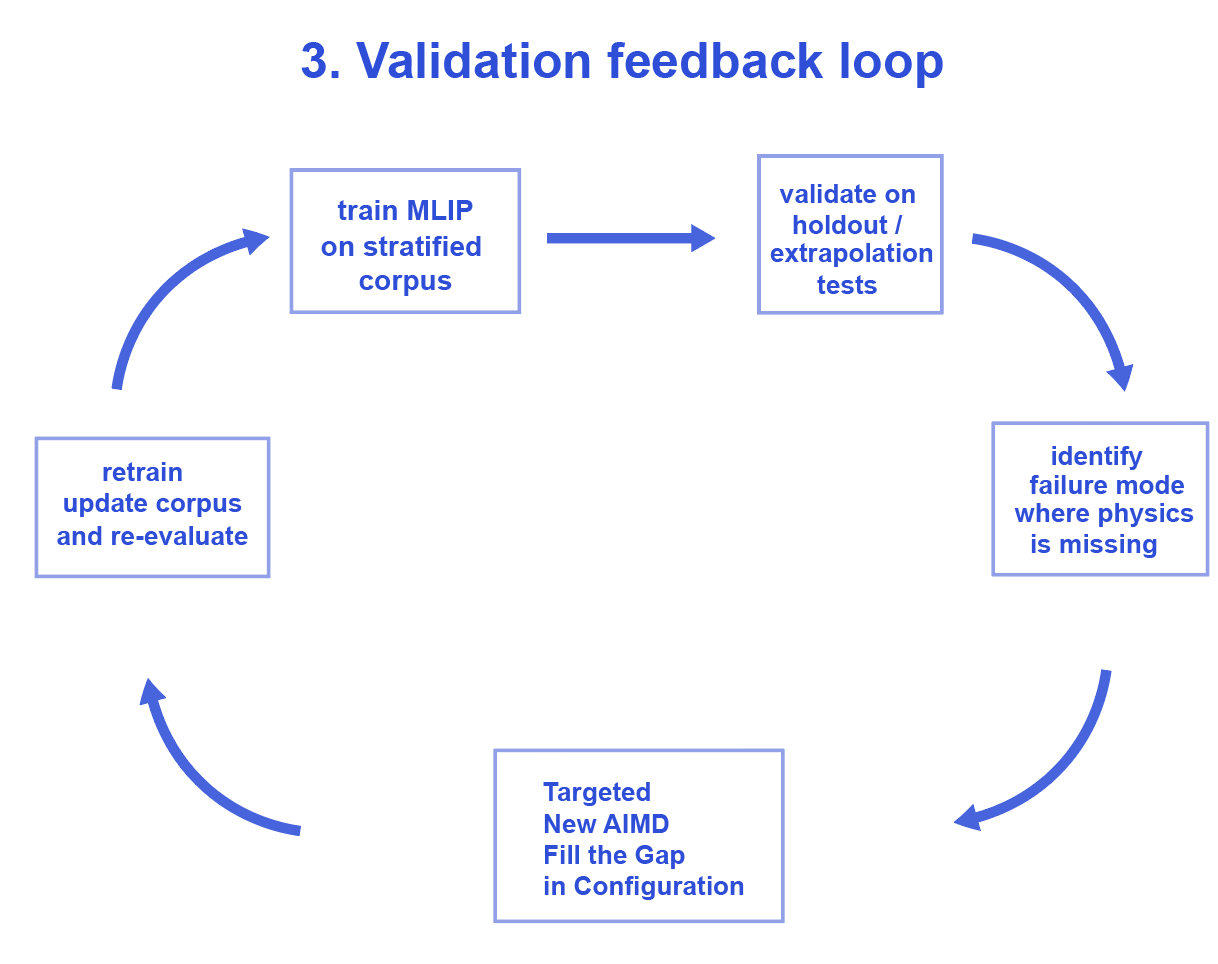 3. Validation feedback loop
train MLIP
on stratified
corpus
validate on
holdout /
extrapolation
tests
identify
failure mode
where physics
is missing
Targeted
New AIMD
Fill the Gap
in Configuration
retrain
update corpus
and re-evaluate